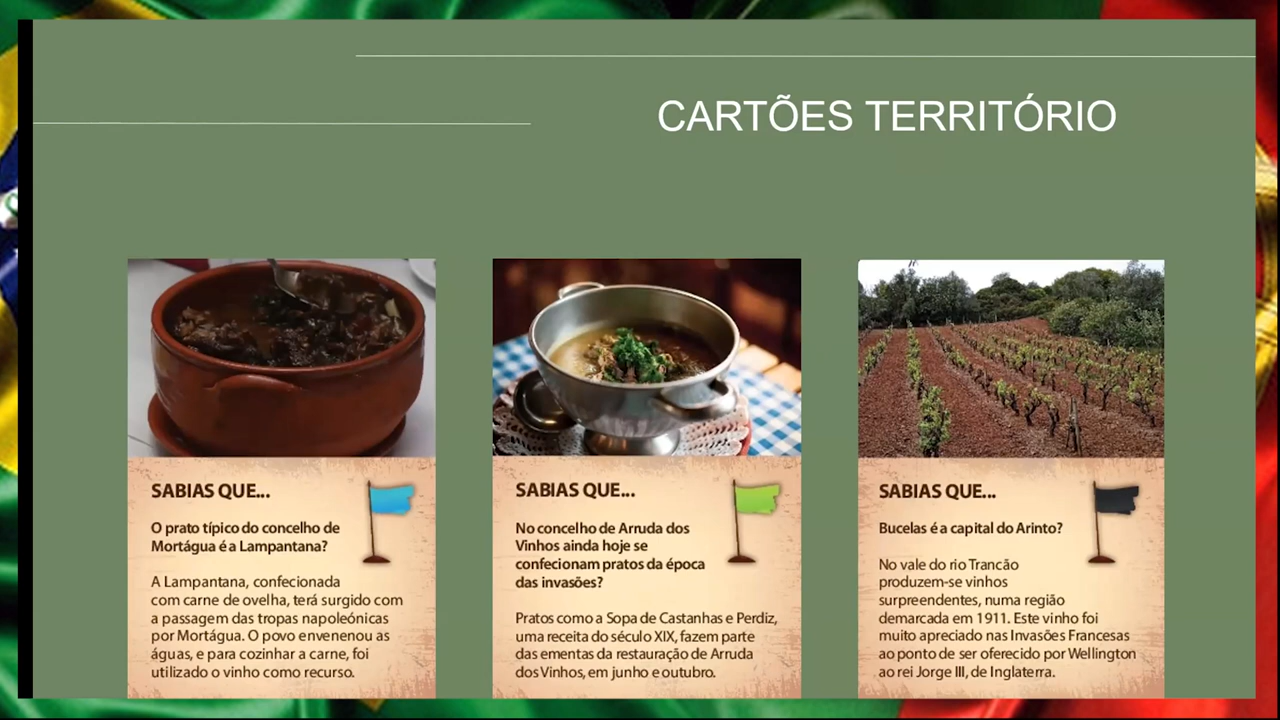 CARTÕES TERRITÓRIO
SABIAS QUE...
O prato típico do concelho de
Mortágua é a Lampantana?
A Lampantana, confecionada
com carne de ovelha, terá surgido com
a passagem das tropas napoleónicas
por Mortágua. O povo envenenou as
águas, e para cozinhar a carne, foi
utilizado o vinho como recurso.
SABIAS QUE...
No concelho de Arruda dos
Vinhos ainda hoje se
confecionam pratos da época
das invasões?
Pratos como a Sopa de Castanhas e Perdiz,
uma receita do século XIX, fazem parte
das ementas da restauração de Arruda
dos Vinhos, em junho e outubro.
SABIAS QUE...
Bucelas é a capital do Arinto?
No vale do rio Trancão
produzem-se vinhos
surpreendentes, numa região
demarcada em 1911. Este vinho foi
muito apreciado nas Invasões Francesas
ao ponto de ser oferecido por Wellington
ao rei Jorge III, de Inglaterra.